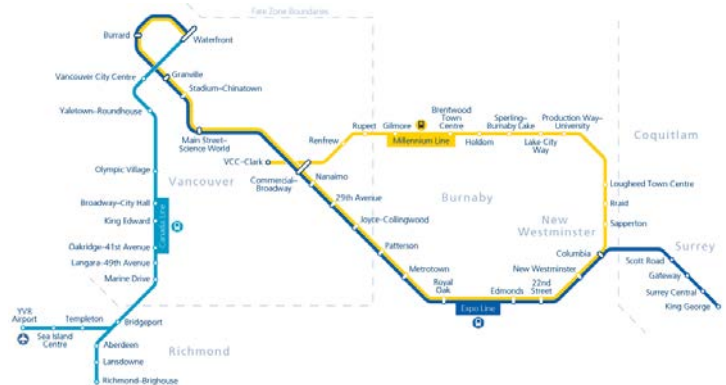 Fare Zone Boundaries
Burrard
Waterfront
Vancouver City Centre
Granville
Stadium–Chinatown
Yaletown–Roundhouse
Main Street–
Science World
VCC–Clark
Renfrew
Rupert
Gilmore
Millennium Line
Brentwood
Town
Centre
Holdom
Sperling–
Burnaby Lake
Lake City
Way
Production Way–
University
Coquitlam
Olympic Village
Vancouver
Commercial–
Broadway
Nanaimo
29th Avenue
Joyce-Collingwood
Patterson
Metrotown
Royal
Oak
Expo Line
Edmonds
22nd
Street
New Westminster
Columbia
Burnaby
New
Westminster
Lougheed Town Centre
Braid
Sapperton
Surrey
Scott Road
Gateway
Surrey Central
King George
Broadway–City Hall
King Edward
Canada Line
Oakridge–41st Avenue
Langara–49th Avenue
Marine Drive
YVR
Airport
Sea Island
Centre
Templeton
Bridgeport
Aberdeen
Lansdowne
Richmond–Brighouse
Richmond